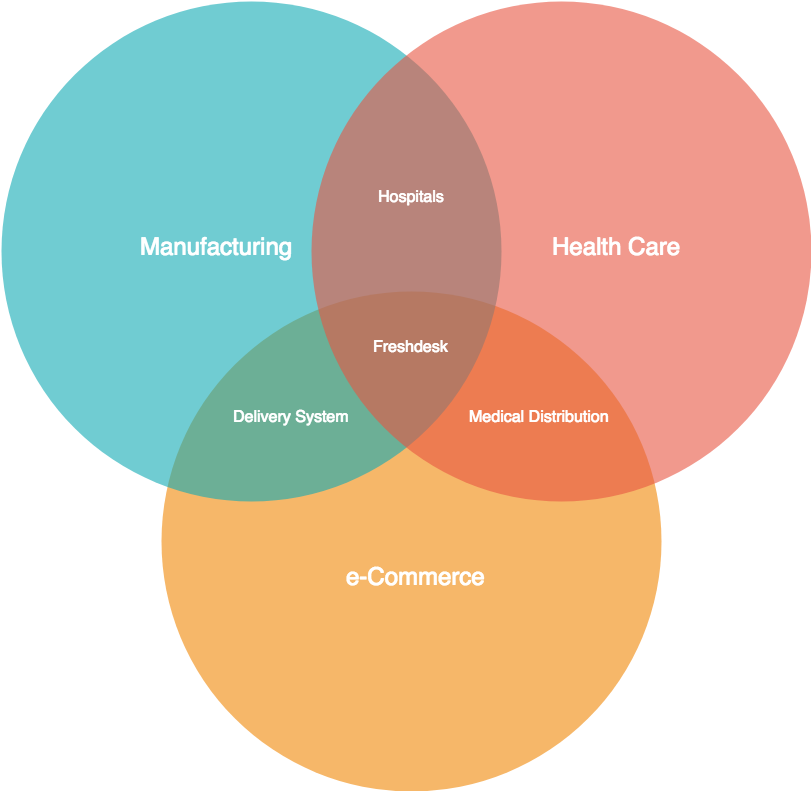 Hospitals
Manufacturing
Health Care
Freshdesk
Delivery System
Medical Distribution
e-Commerce